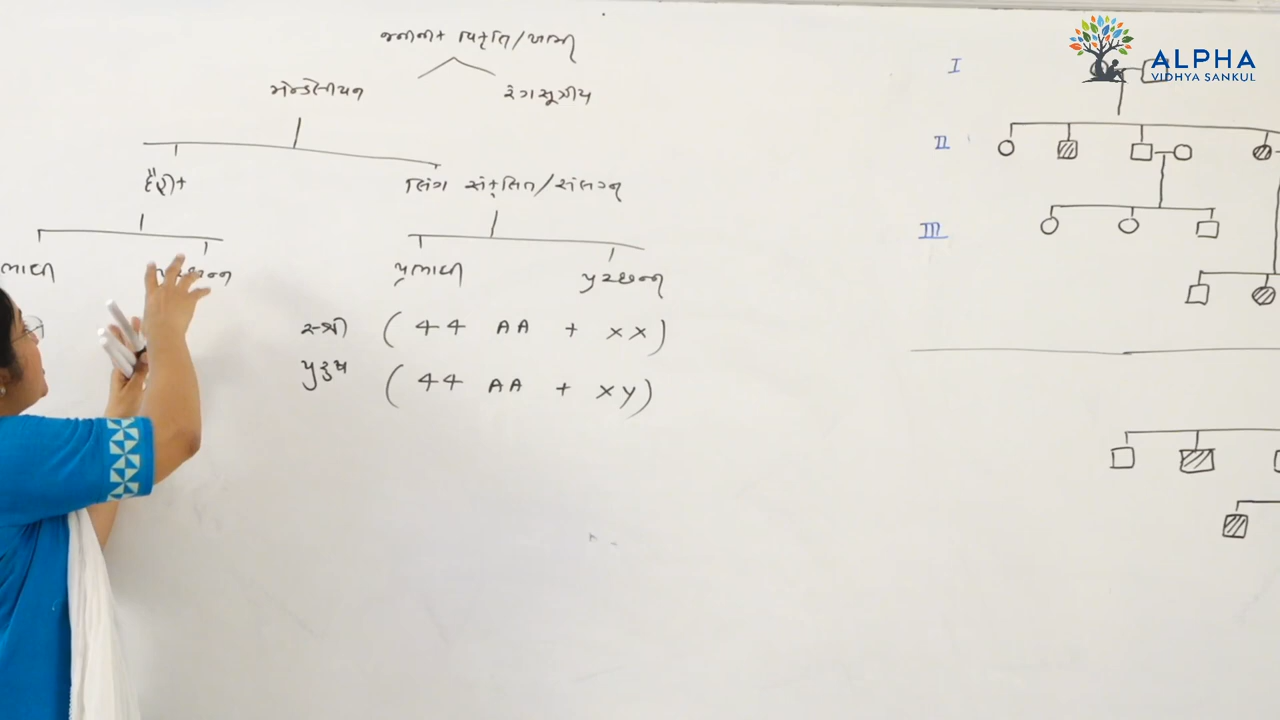 જનીનિક વિકૃતિ/ખામી
મેન્ડેલીયન
રંગસૂત્રીય
દૈહિક
લિંગ સંકલિત/સંલગ્ન
પ્રભાવી
પ્રચ્છન્ન
સ્ત્રી (44 AA + XX)
પુરુષ (44 AA + XY)
I
II
III
ALPHA
VIDHYA SANKUL